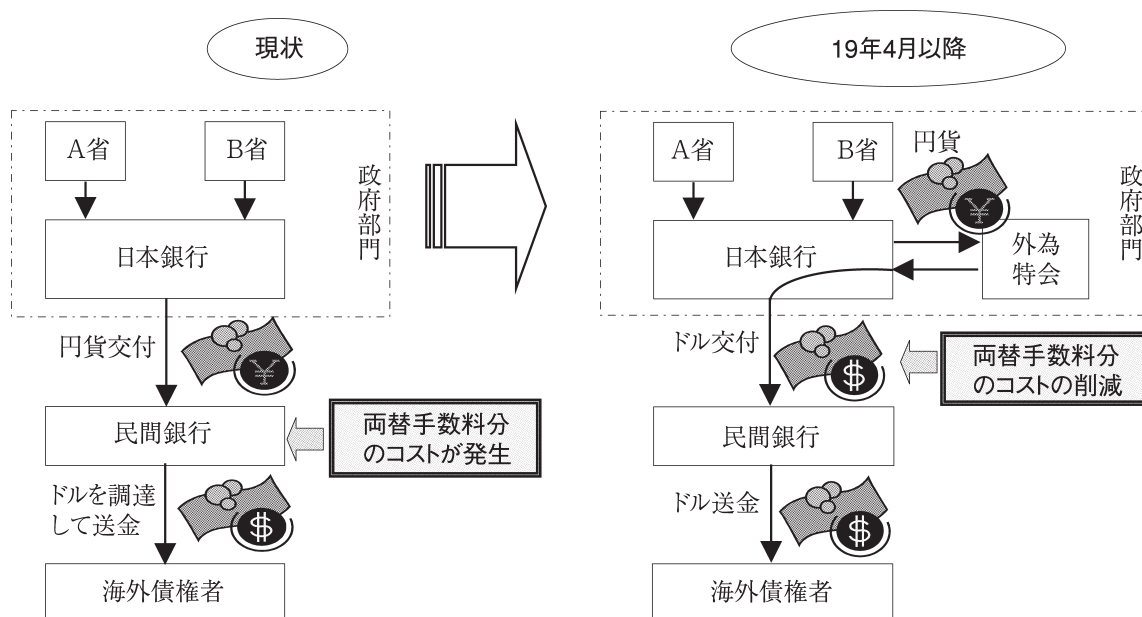 現状
A省
B省
政府部門
日本銀行
円貨交付
¥
民間銀行
両替手数料分
のコストが発生
ドルを調達
して送金
$
海外債権者
19年4月以降
A省
B省
円貨
¥
政府部門
日本銀行
外為
特会
ドル交付
$
両替手数料分
のコストの削減
民間銀行
ドル送金
$
海外債権者